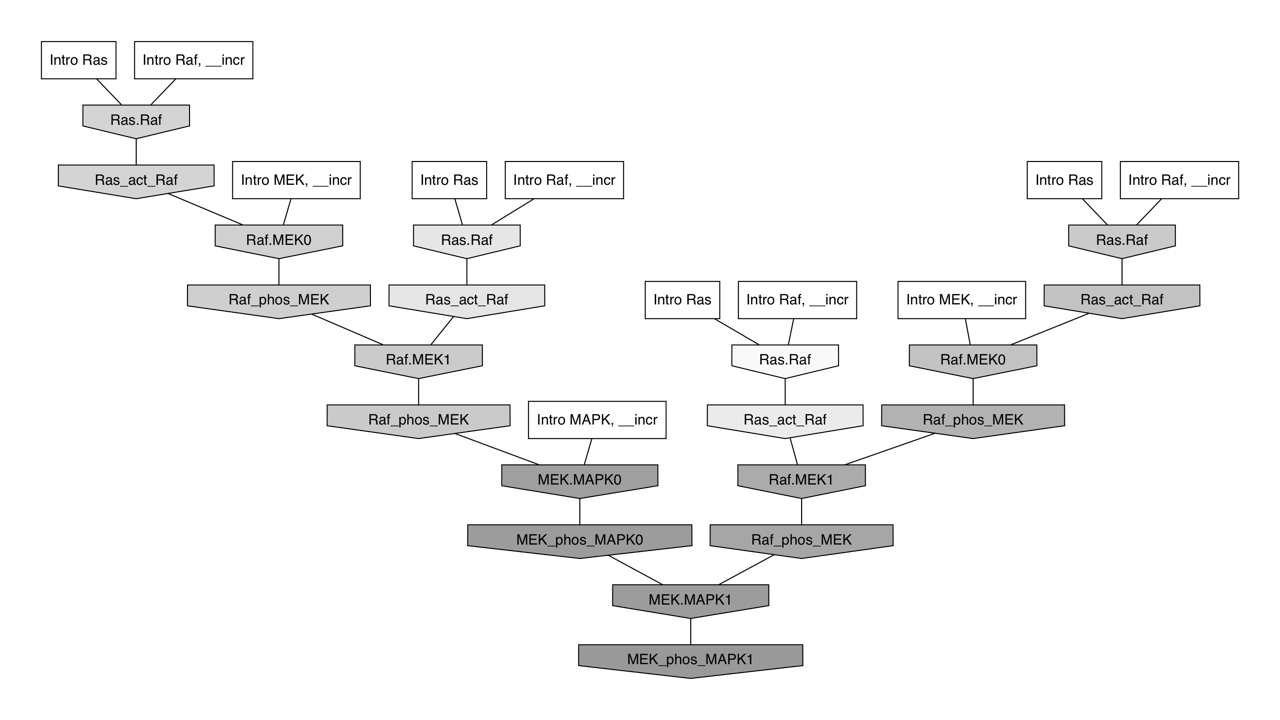 Intro Ras
Intro Raf, __incr
Ras.Raf
Ras_act_Raf
Intro MEK, __incr
Intro Ras
Intro Raf, __incr
Intro Ras
Intro Raf, __incr
Raf.MEK0
Ras.Raf
Ras.Raf
Raf_phos_MEK
Ras_act_Raf
Intro Ras
Intro Raf, __incr
Intro MEK, __incr
Ras_act_Raf
Raf.MEK1
Ras.Raf
Raf.MEK0
Raf_phos_MEK
Intro MAPK, __incr
Ras_act_Raf
Raf_phos_MEK
MEK.MAPK0
Raf.MEK1
MEK_phos_MAPK0
Raf_phos_MEK
MEK.MAPK1
MEK_phos_MAPK1